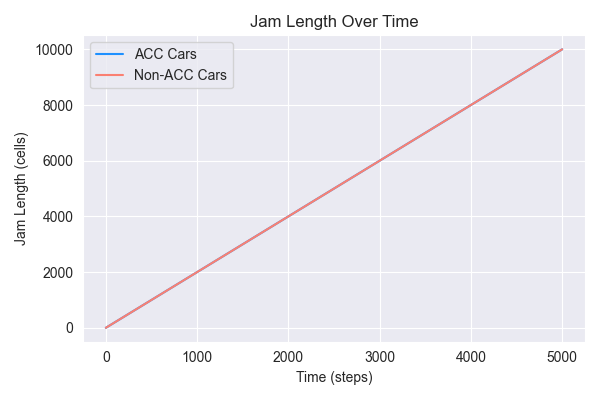 Jam Length Over Time
ACC Cars
Non-ACC Cars
Jam Length (cells)
10000
8000
6000
4000
2000
0
0 1000 2000 3000 4000 5000
Time (steps)